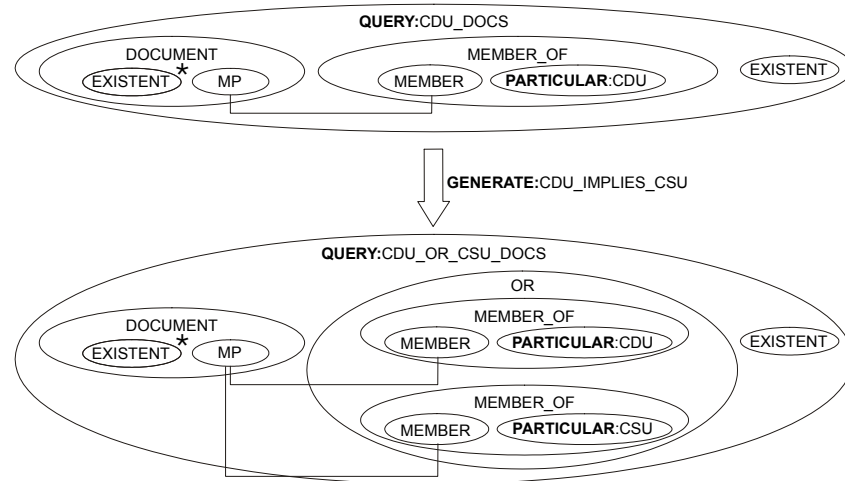 QUERY:CDU_DOCS
DOCUMENT
MEMBER_OF
EXISTENT * MP
MEMBER PARTICULAR:CDU
EXISTENT
GENERATE:CDU_IMPLIES_CSU
QUERY:CDU_OR_CSU_DOCS
OR
DOCUMENT
MEMBER_OF
EXISTENT * MP
MEMBER PARTICULAR:CDU
EXISTENT
MEMBER_OF
MEMBER PARTICULAR:CSU